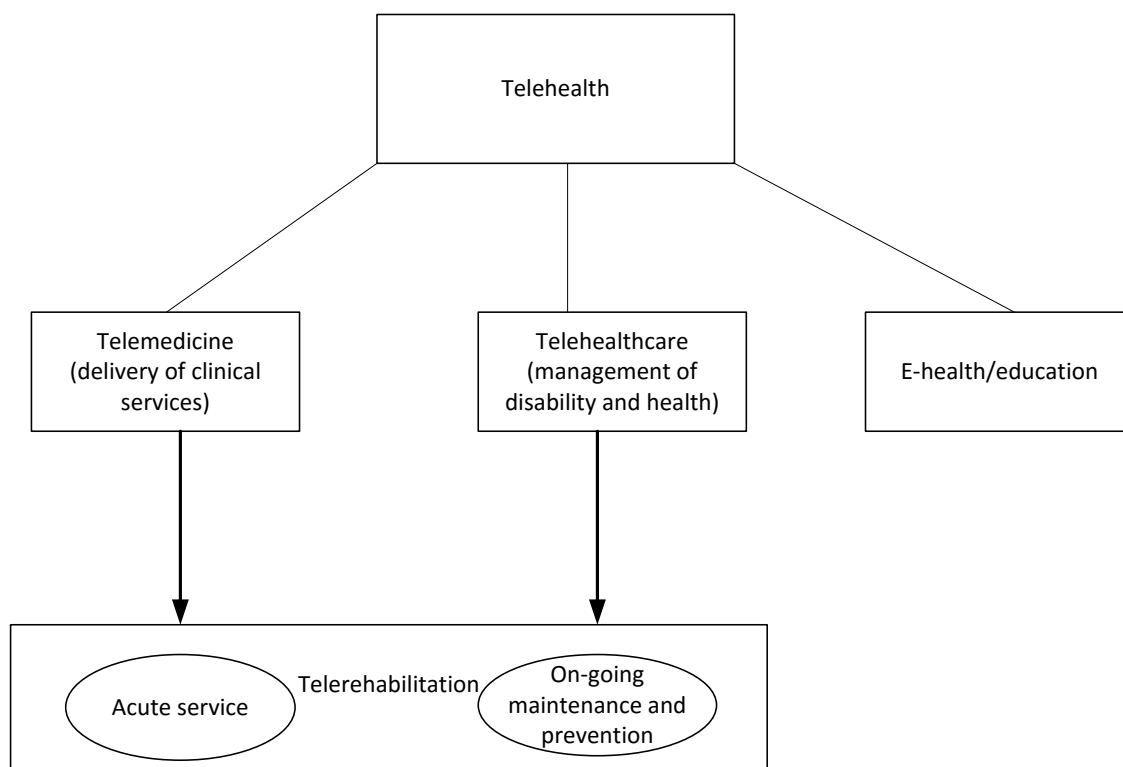 Telehealth
Telemedicine
(delivery of clinical
services)
Telehealthcare
(management of
disability and health)
E-health/education
Telerehabilitation
Acute service
On-going
maintenance and
prevention